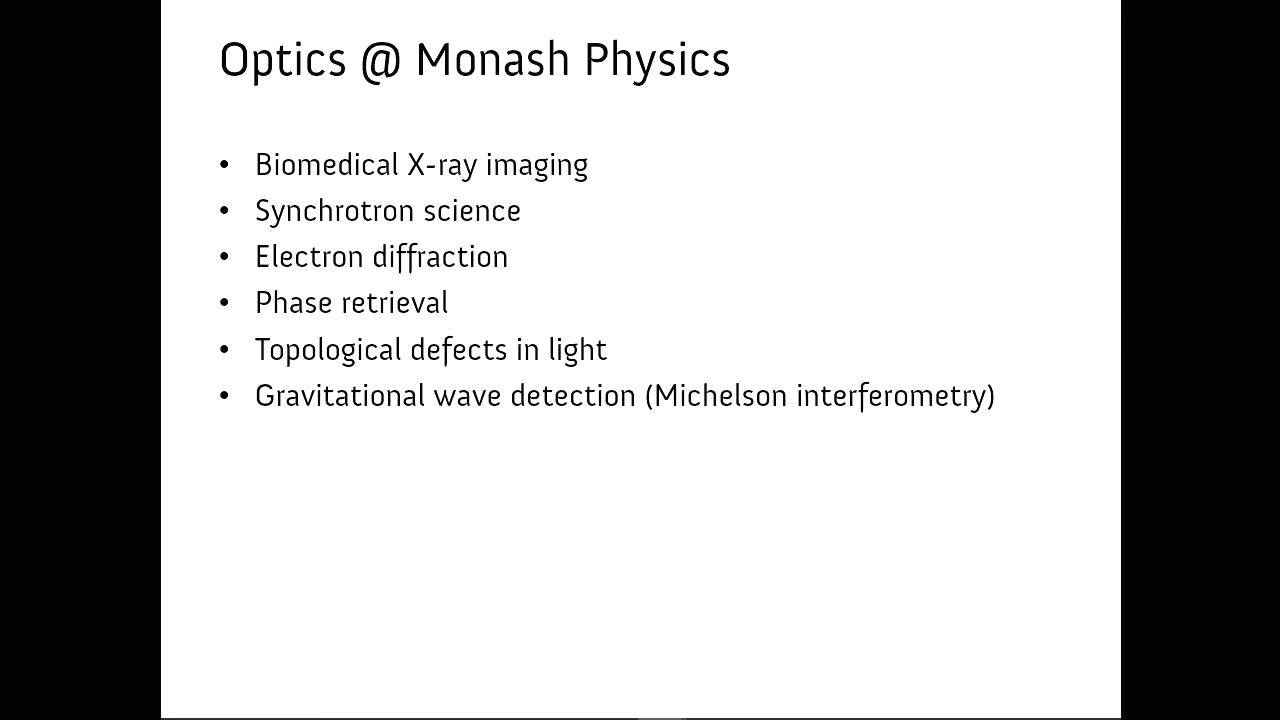 Optics @ Monash Physics
• Biomedical X-ray imaging
• Synchrotron science
• Electron diffraction
• Phase retrieval
• Topological defects in light
• Gravitational wave detection (Michelson interferometry)